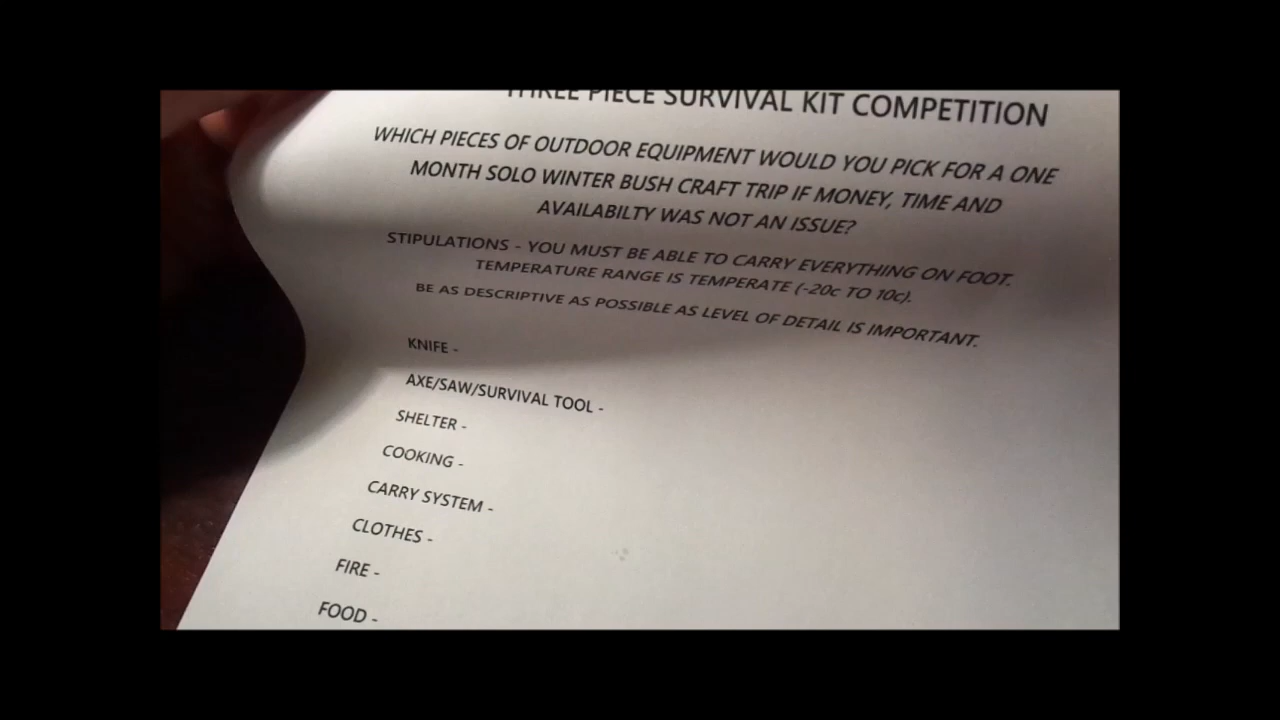 THREE PIECE SURVIVAL KIT COMPETITION
WHICH PIECES OF OUTDOOR EQUIPMENT WOULD YOU PICK FOR A ONE
MONTH SOLO WINTER BUSH CRAFT TRIP IF MONEY, TIME AND
AVAILABILTY WAS NOT AN ISSUE?
STIPULATIONS - YOU MUST BE ABLE TO CARRY EVERYTHING ON FOOT.
TEMPERATURE RANGE IS TEMPERATE (-20c TO 10c).
BE AS DESCRIPTIVE AS POSSIBLE AS LEVEL OF DETAIL IS IMPORTANT.
KNIFE -
AXE/SAW/SURVIVAL TOOL -
SHELTER -
COOKING -
CARRY SYSTEM -
CLOTHES -
FIRE -
FOOD -